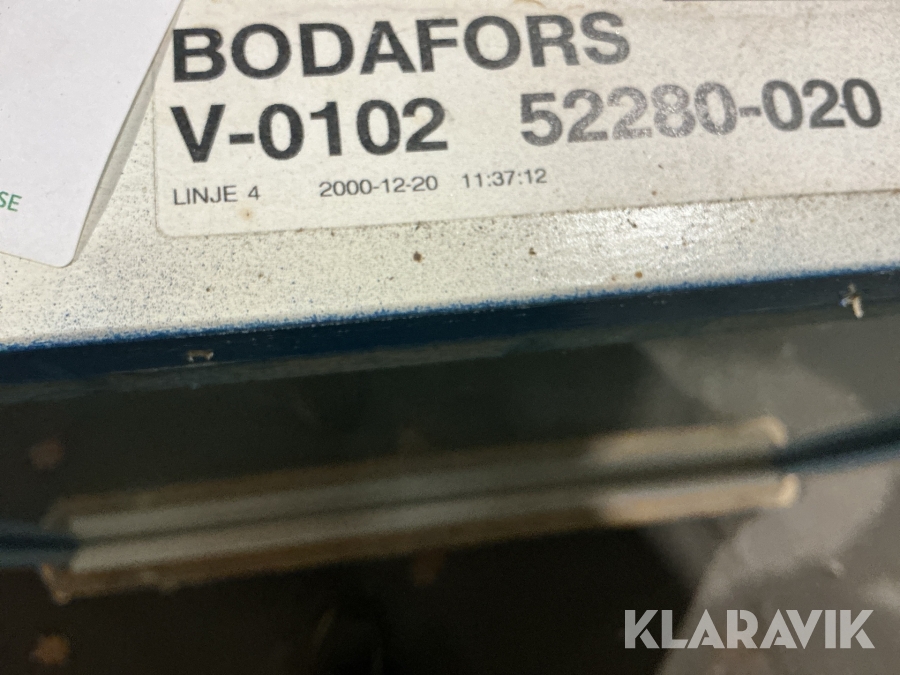 BODAFORS
V-0102 52280-020
LINJE 4 2000-12-20 11:37:12
SE
KLARAVIK